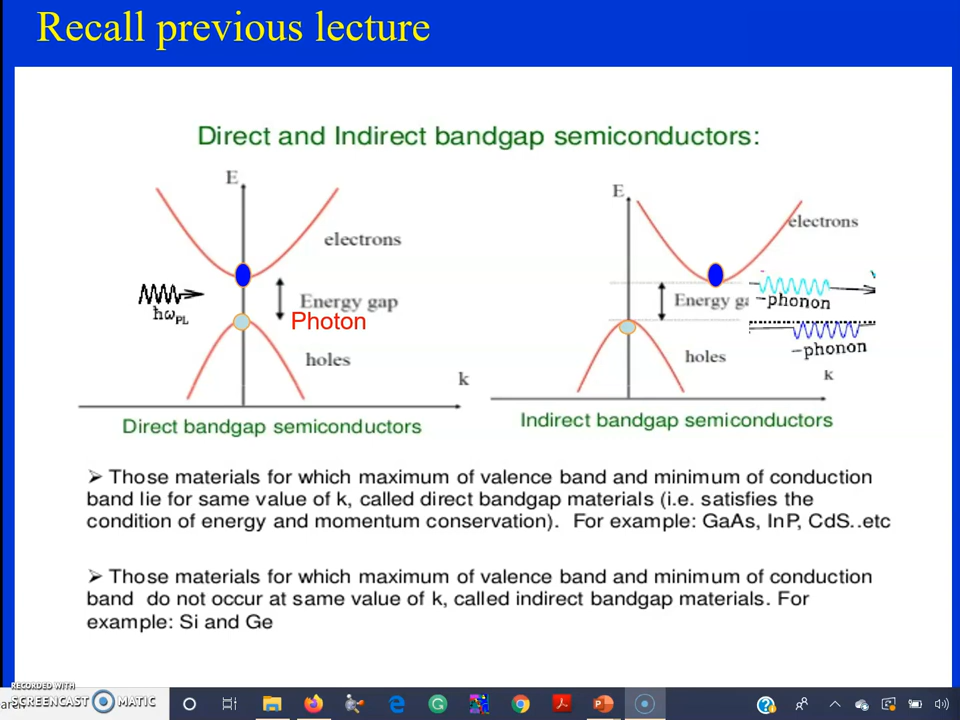 Recall previous lecture
Direct and Indirect bandgap semiconductors:
E
electrons
Energy gap
Photon
hωPL
holes
k
Direct bandgap semiconductors
E
electrons
Energy ga
-phonon
-phonon
holes
k
Indirect bandgap semiconductors
➢ Those materials for which maximum of valence band and minimum of conduction
band lie for same value of k, called direct bandgap materials (i.e. satisfies the
condition of energy and momentum conservation). For example: GaAs, InP, CdS..etc
➢ Those materials for which maximum of valence band and minimum of conduction
band do not occur at same value of k, called indirect bandgap materials. For
example: Si and Ge
RECORDED WITH
SCREENCAST MATIC